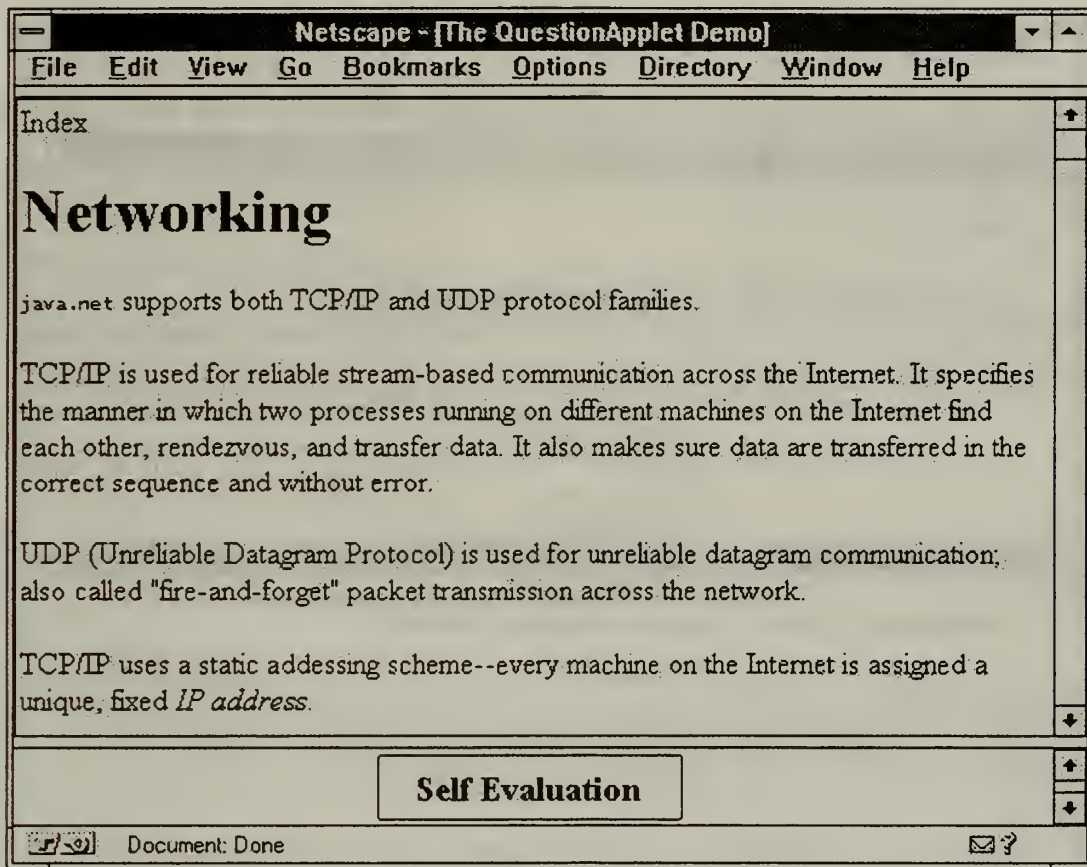 Netscape - [The QuestionApplet Demo]
File Edit View Go Bookmarks Options Directory Window Help
Index
Networking
java.net supports both TCP/IP and UDP protocol families.
TCP/IP is used for reliable stream-based communication across the Internet. It specifies
the manner in which two processes running on different machines on the Internet find
each other, rendezvous, and transfer data. It also makes sure data are transferred in the
correct sequence and without error.
UDP (Unreliable Datagram Protocol) is used for unreliable datagram communication;
also called "fire-and-forget" packet transmission across the network.
TCP/IP uses a static addessing scheme--every machine on the Internet is assigned a
unique, fixed IP address.
Self Evaluation
Document: Done